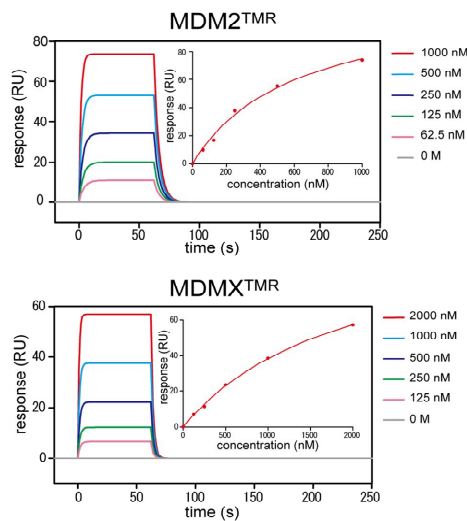 MDM2TMR
response (RU)
80
60
40
20
0
0
50
100
150
200
250
time (s)
response (RU)
80
60
40
20
0
0
200
400
600
800
1000
concentration (nM)
1000 nM
500 nM
250 nM
125 nM
62.5 nM
0 M
MDMXTMR
response (RU)
60
40
20
0
0
50
100
150
200
250
time (s)
response (RU)
60
40
20
0
0
500
1000
1500
2000
concentration (nM)
2000 nM
1000 nM
500 nM
250 nM
125 nM
0 M